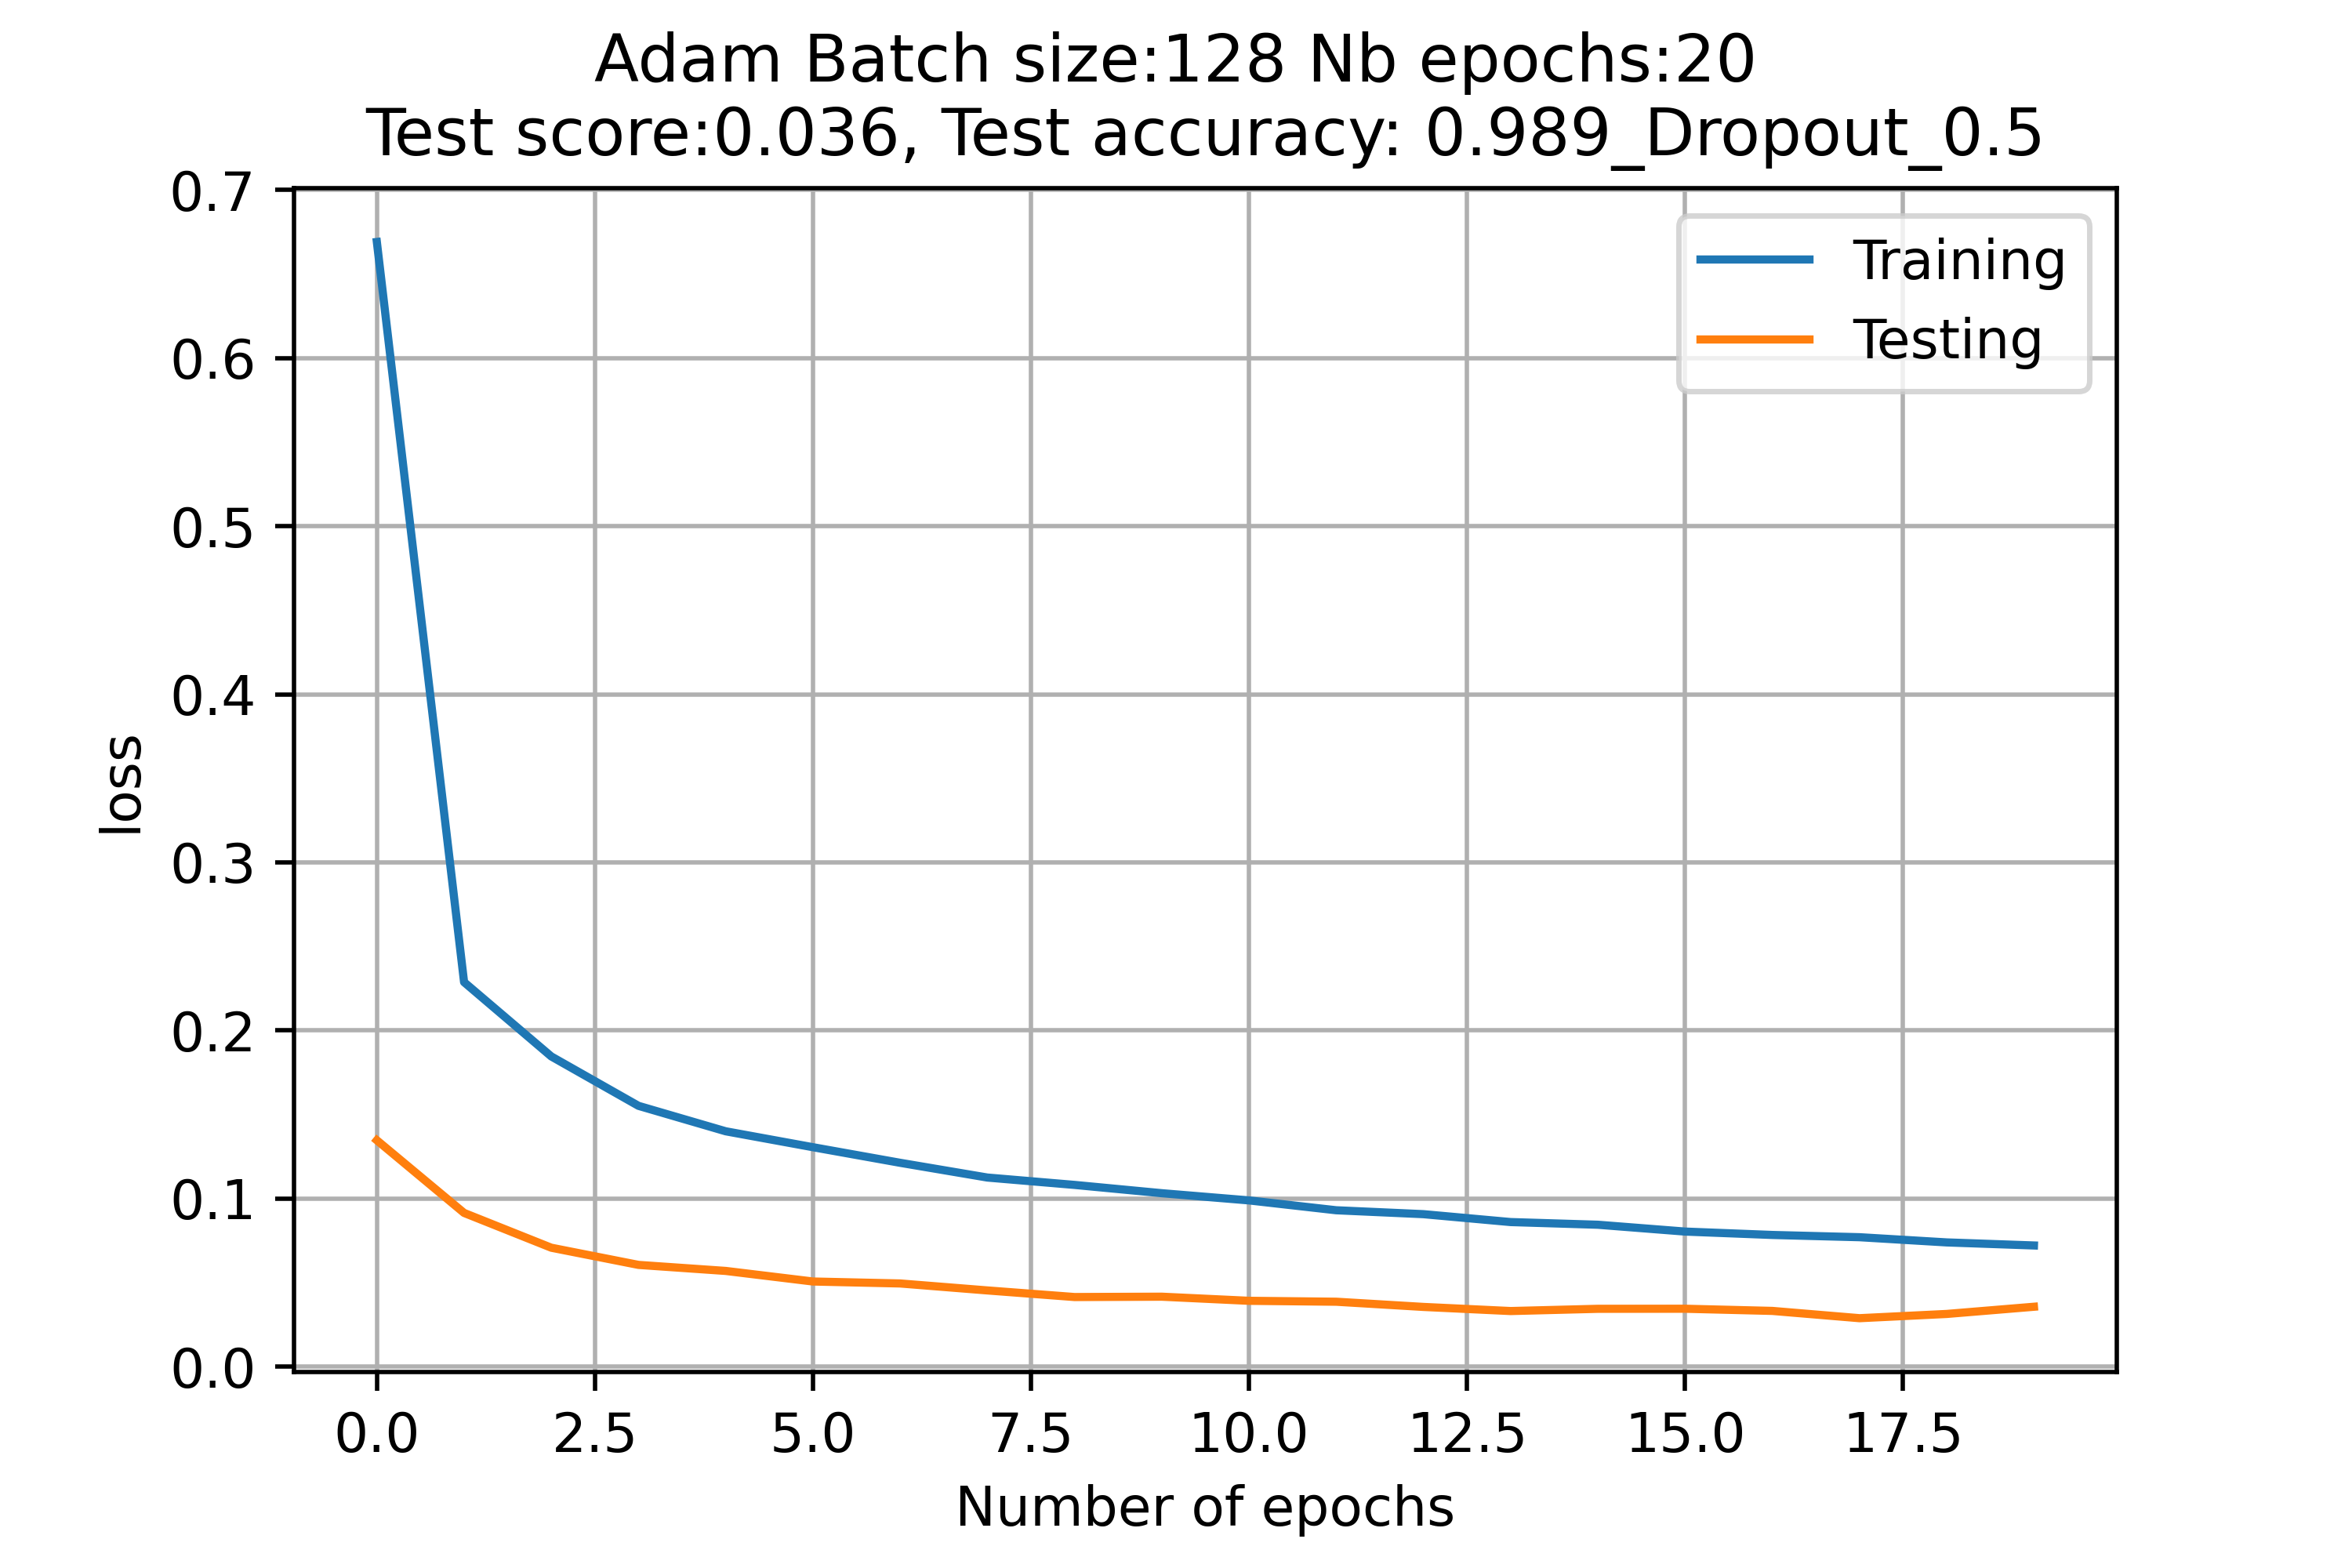 Adam Batch size:128 Nb epochs:20
Test score:0.036, Test accuracy: 0.989_Dropout_0.5
0.7
0.6
0.5
0.4
0.3
0.2
0.1
0.0
loss
Training
Testing
0.0 2.5 5.0 7.5 10.0 12.5 15.0 17.5
Number of epochs